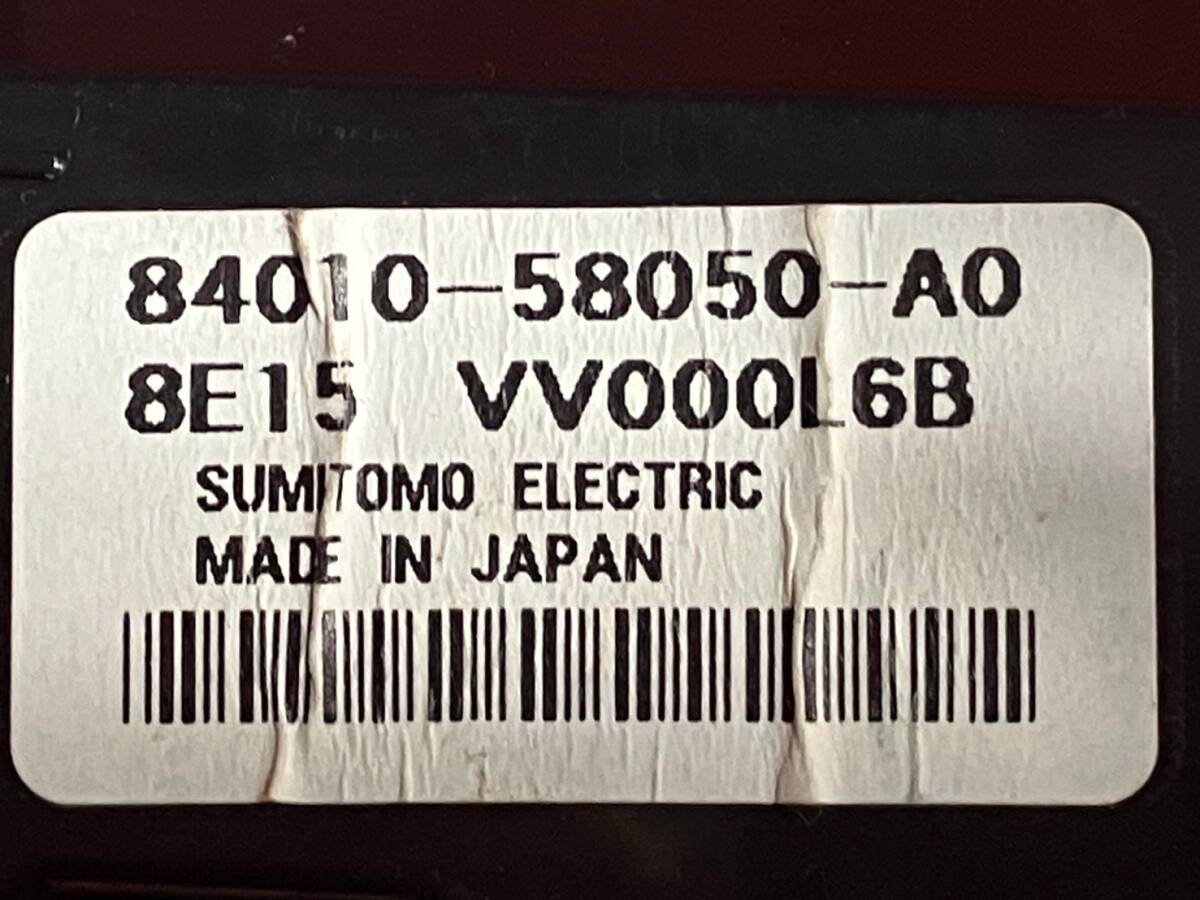 84010-58050-A0
8E15 VV000L6B
SUMITOMO ELECTRIC
MADE IN JAPAN